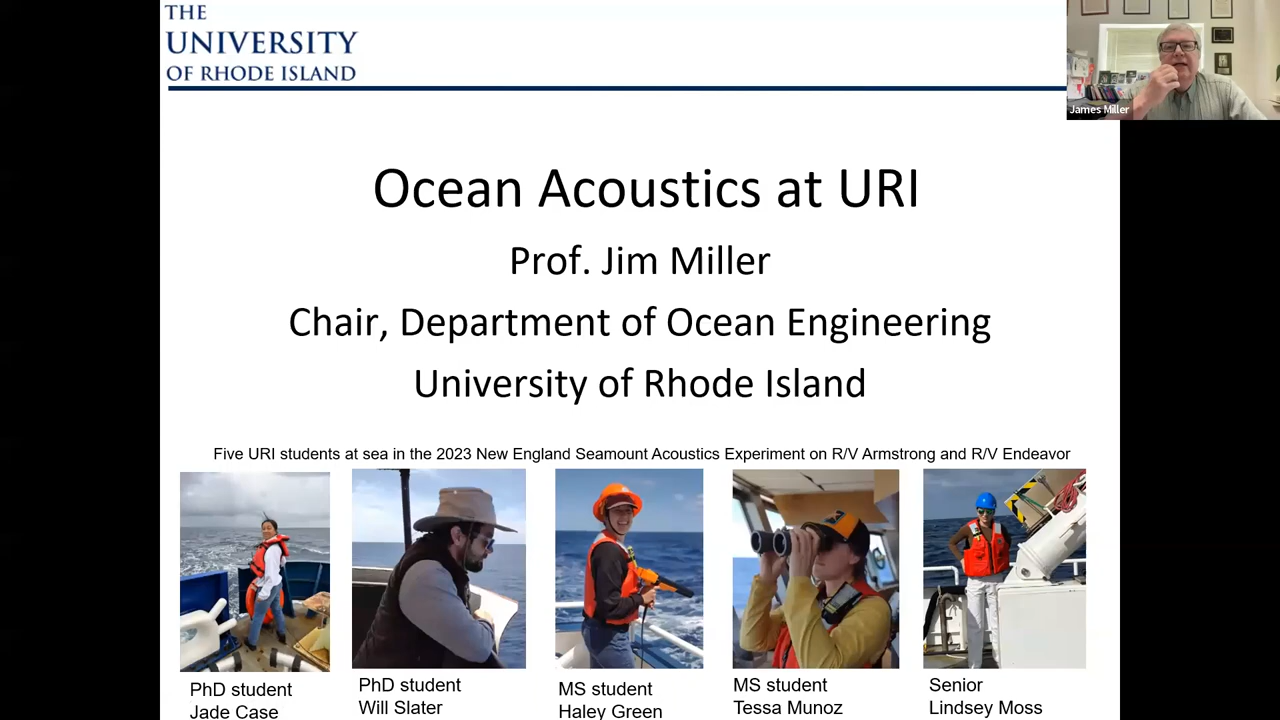 THE
UNIVERSITY
OF RHODE ISLAND
James Miller
Ocean Acoustics at URI
Prof. Jim Miller
Chair, Department of Ocean Engineering
University of Rhode Island
Five URI students at sea in the 2023 New England Seamount Acoustics Experiment on R/V Armstrong and R/V Endeavor
PhD student
Jade Case
PhD student
Will Slater
MS student
Haley Green
MS student
Tessa Munoz
Senior
Lindsey Moss